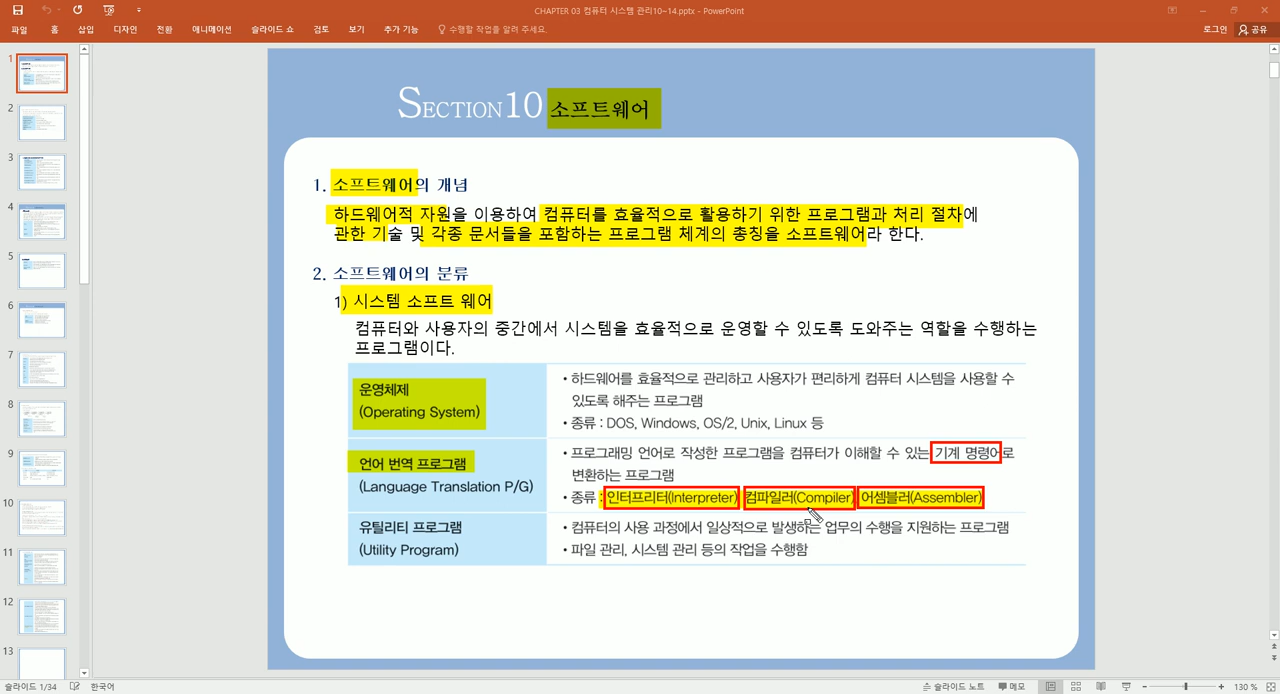 CHAPTER 03 컴퓨터 시스템 관리10~14.pptx - PowerPoint
파일 홈 삽입 디자인 전환 애니메이션 슬라이드 쇼 검토 보기 추가 기능 수행할 작업을 알려 주세요. 로그인 공유
1
2
3
4
5
6
7
8
9
10
11
12
13
SECTION10 소프트웨어
1. 소프트웨어의 개념
하드웨어적 자원을 이용하여 컴퓨터를 효율적으로 활용하기 위한 프로그램과 처리 절차에
관한 기술 및 각종 문서들을 포함하는 프로그램 체계의 총칭을 소프트웨어라 한다.
2. 소프트웨어의 분류
1) 시스템 소프트 웨어
컴퓨터와 사용자의 중간에서 시스템을 효율적으로 운영할 수 있도록 도와주는 역할을 수행하는
프로그램이다.
운영체제
(Operating System)
• 하드웨어를 효율적으로 관리하고 사용자가 편리하게 컴퓨터 시스템을 사용할 수
있도록 해주는 프로그램
• 종류 : DOS, Windows, OS/2, Unix, Linux 등
언어 번역 프로그램
(Language Translation P/G)
• 프로그래밍 언어로 작성한 프로그램을 컴퓨터가 이해할 수 있는 기계 명령어로
변환하는 프로그램
• 종류 : 인터프리터(Interpreter) 컴파일러(Compiler) 어셈블러(Assembler)
유틸리티 프로그램
(Utility Program)
• 컴퓨터의 사용 과정에서 일상적으로 발생하는 업무의 수행을 지원하는 프로그램
• 파일 관리, 시스템 관리 등의 작업을 수행함
슬라이드 1/34 한국어 슬라이드 노트 메모 130 %